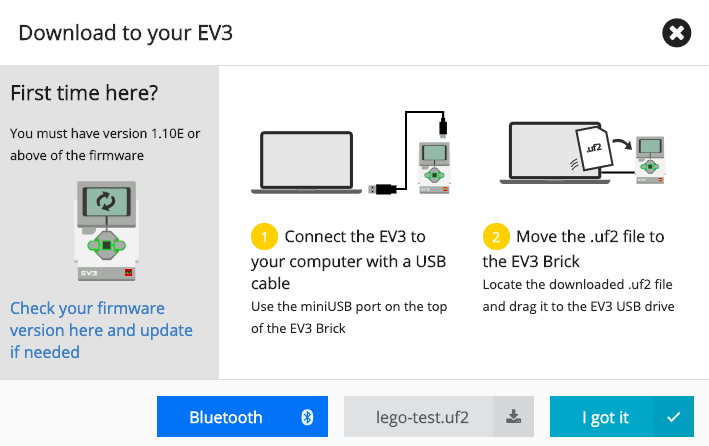 Download to your EV3
First time here?
You must have version 1.10E or
above of the firmware
EV3
Check your firmware
version here and update
if needed
EV3
.uf2
1 Connect the EV3 to
your computer with a USB
cable
Use the miniUSB port on the top
of the EV3 Brick
2 Move the .uf2 file to
the EV3 Brick
Locate the downloaded .uf2 file
and drag it to the EV3 USB drive
Bluetooth
lego-test.uf2
I got it